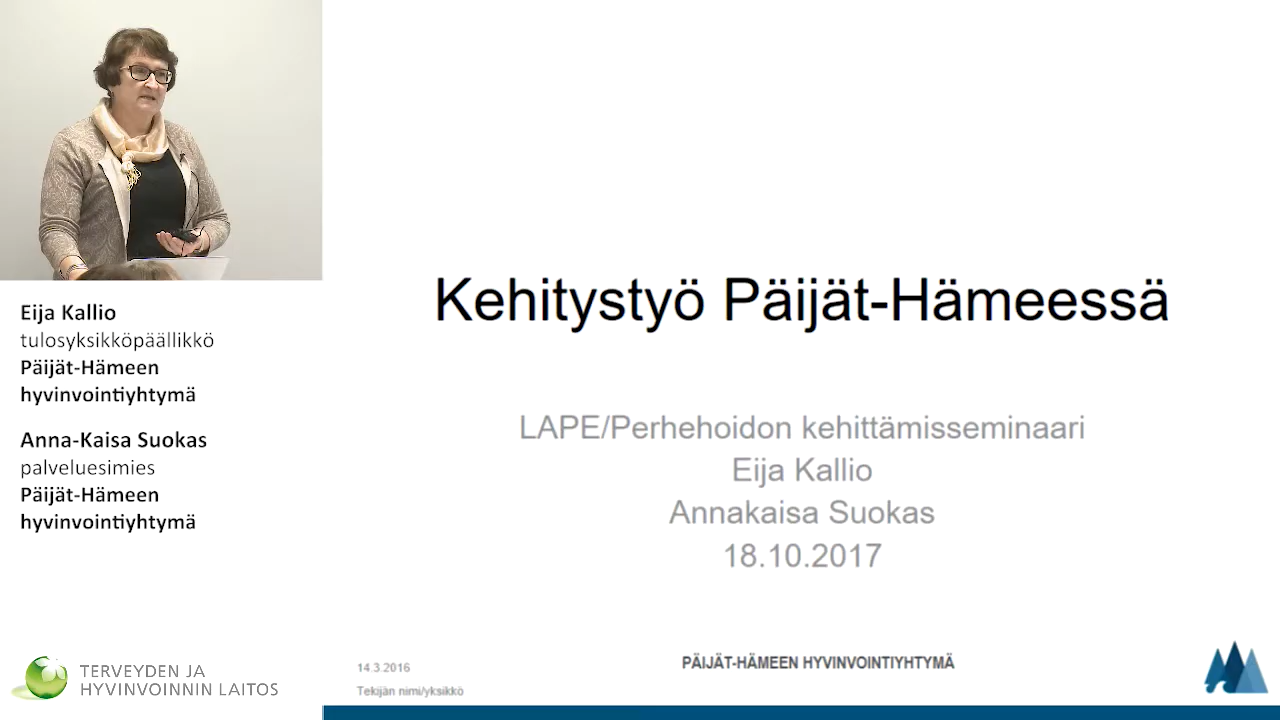 Eija Kallio
tulosyksikköpäällikkö
Päijät-Hämeen
hyvinvointiyhtymä
Anna-Kaisa Suokas
palveluesimies
Päijät-Hämeen
hyvinvointiyhtymä
TERVEYDEN JA
HYVINVOINNIN LAITOS
Kehitystyö Päijät-Hämeessä
LAPE/Perhehoidon kehittämisseminaari
Eija Kallio
Annakaisa Suokas
18.10.2017
14.3.2016
Tekijän nimi/yksikkö
PÄIJÄT-HÄMEEN HYVINVOINTIYHTYMÄ